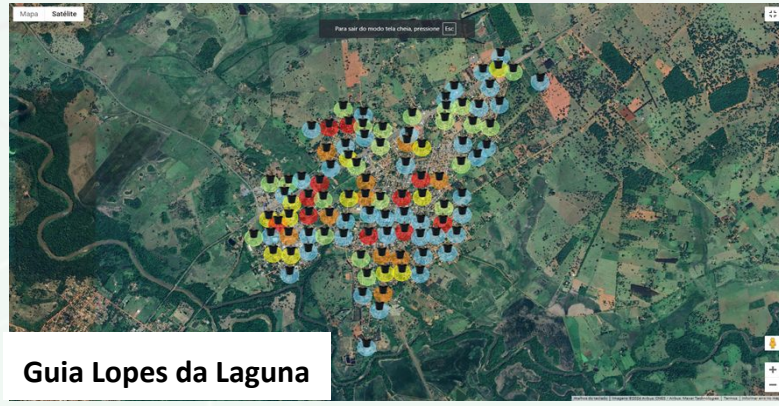 Mapa Satélite
Para sair do modo tela cheia, pressione Esc
Guia Lopes da Laguna